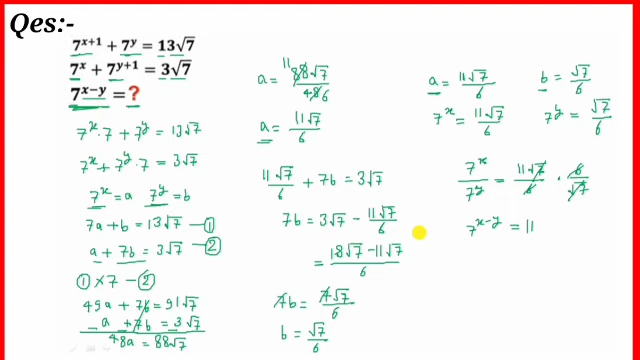 Qes:-
7^{x+1} + 7^y = 13√7
7^x + 7^{y+1} = 3√7
7^{x-y} = ?
7^x · 7 + 7^y = 13√7
7^x + 7^y · 7 = 3√7
7^x = a 7^y = b
7a + b = 13√7 — ①
a + 7b = 3√7 — ②
① × 7 – ②
49a + 7b = 91√7
_a + 7b = 3√7
48a = 88√7
a = 11 88√7 / 48 6
a = 11√7 / 6
11√7 / 6 + 7b = 3√7
7b = 3√7 – 11√7 / 6
= 18√7 – 11√7 / 6
7b = 7√7 / 6
b = √7 / 6
a = 11√7 / 6 b = √7 / 6
7^x = 11√7 / 6 7^y = √7 / 6
7^x / 7^y = 11√7 / 6 · 6 / √7
7^{x-y} = 11